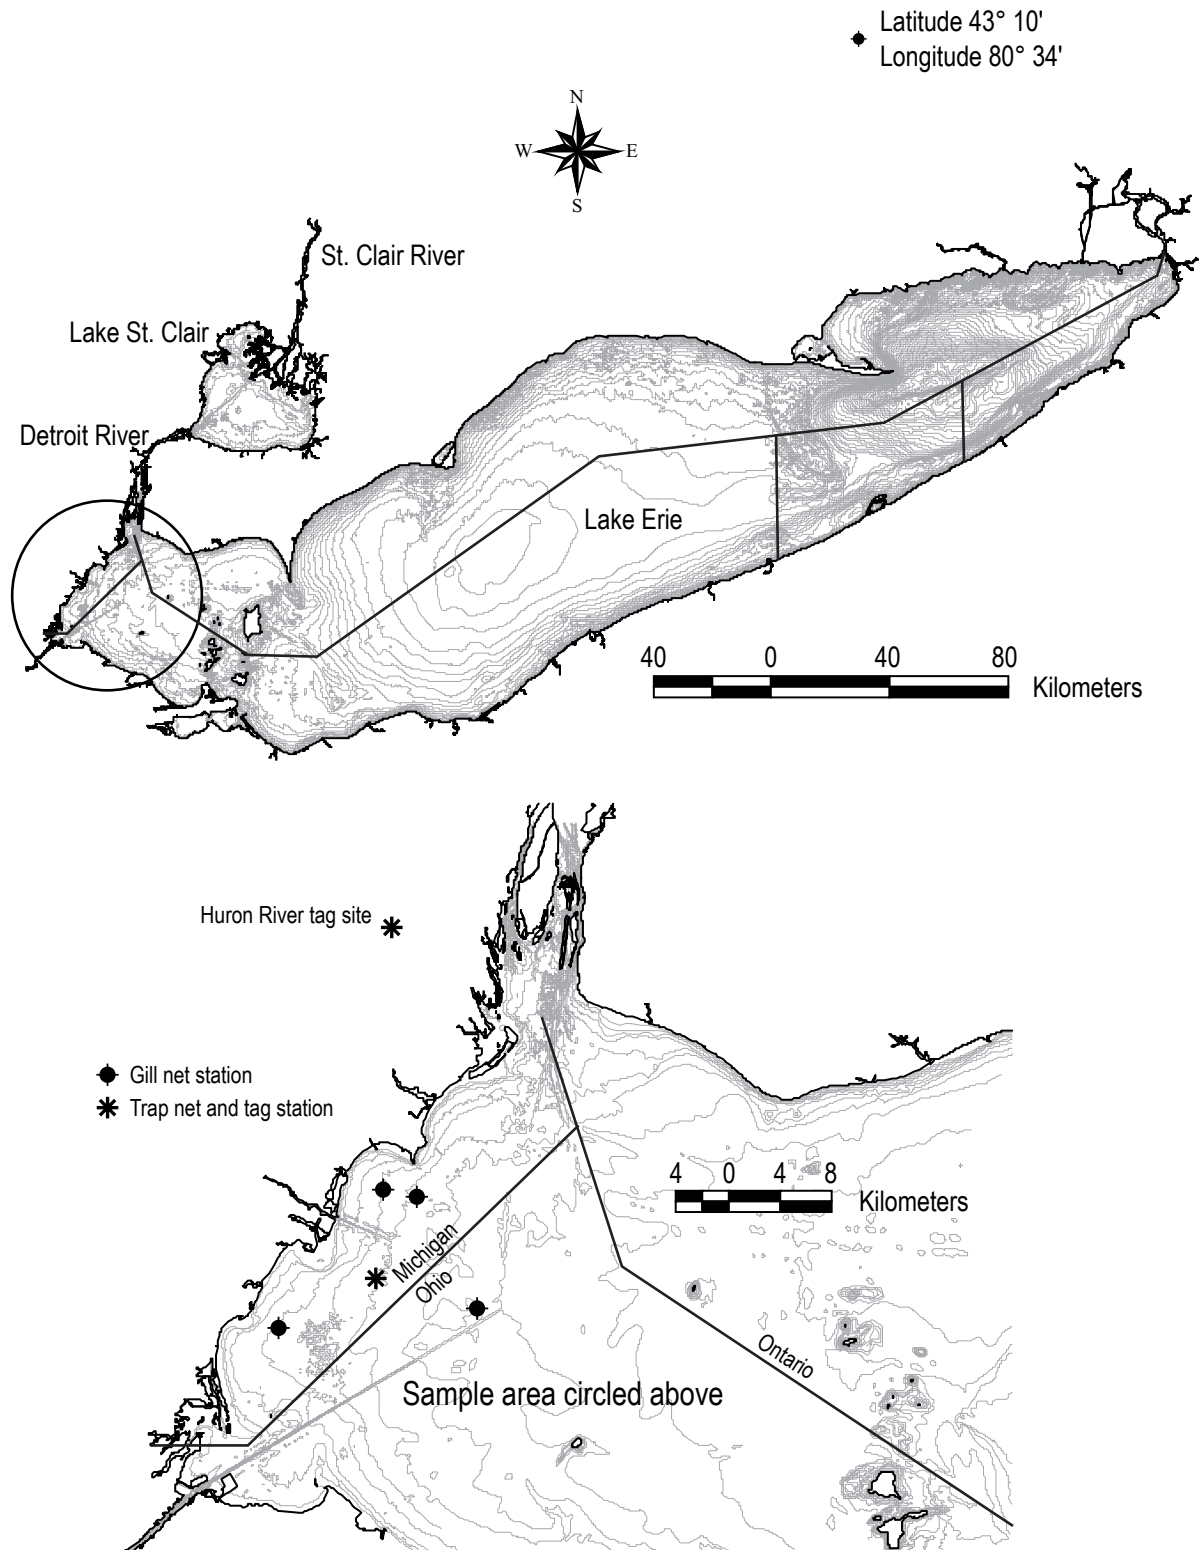 Latitude 43° 10'
Longitude 80° 34'
N
W E
S
St. Clair River
Lake St. Clair
Detroit River
Lake Erie
40 0 40 80
Kilometers
Huron River tag site
Gill net station
Trap net and tag station
4 0 4 8
Kilometers
Michigan
Ohio
Ontario
Sample area circled above